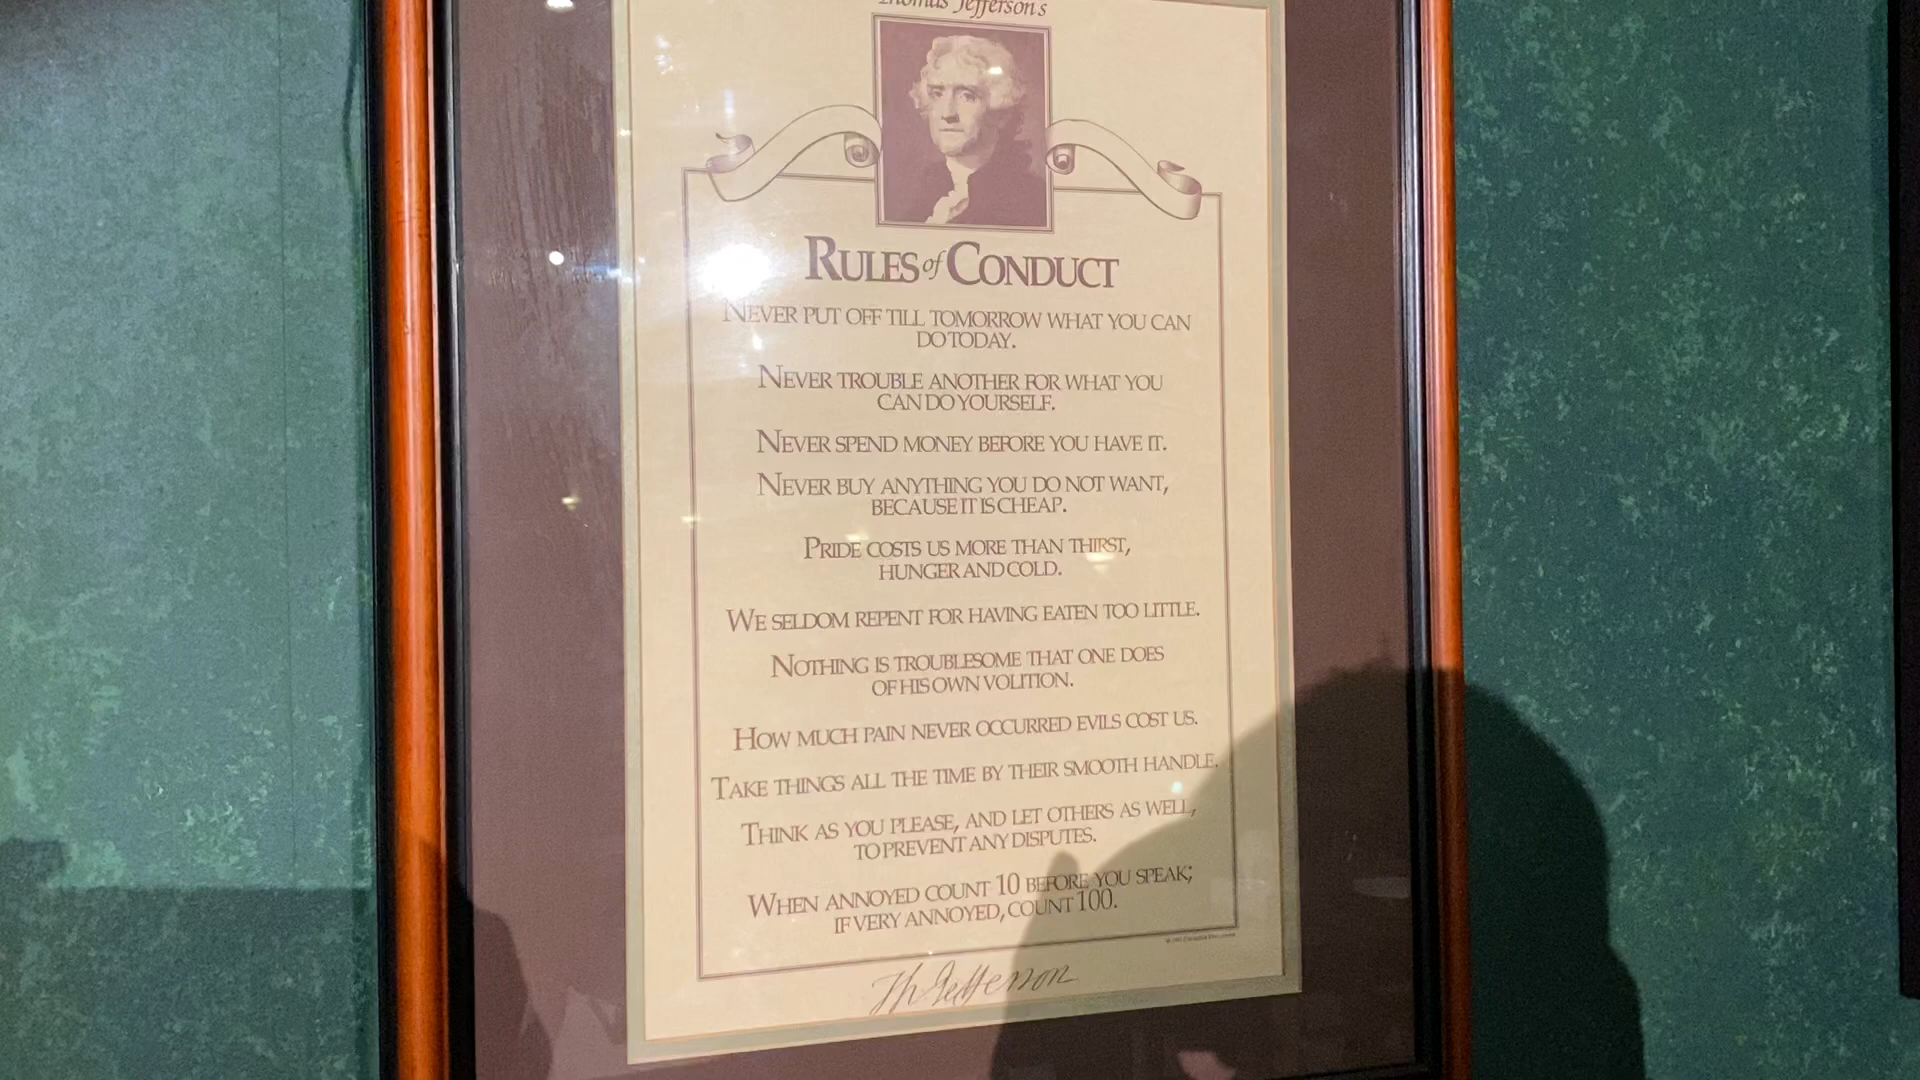 Thomas Jefferson's
RULES of CONDUCT
NEVER PUT OFF TILL TOMORROW WHAT YOU CAN
DO TODAY.
NEVER TROUBLE ANOTHER FOR WHAT YOU
CAN DO YOURSELF.
NEVER SPEND MONEY BEFORE YOU HAVE IT.
NEVER BUY ANYTHING YOU DO NOT WANT,
BECAUSE IT IS CHEAP.
PRIDE COSTS US MORE THAN THIRST,
HUNGER AND COLD.
WE SELDOM REPENT FOR HAVING EATEN TOO LITTLE.
NOTHING IS TROUBLESOME THAT ONE DOES
OF HIS OWN VOLITION.
HOW MUCH PAIN NEVER OCCURRED EVILS COST US.
TAKE THINGS ALL THE TIME BY THEIR SMOOTH HANDLE.
THINK AS YOU PLEASE, AND LET OTHERS AS WELL,
TO PREVENT ANY DISPUTES.
WHEN ANNOYED COUNT 10 BEFORE YOU SPEAK;
IF VERY ANNOYED, COUNT 100.
Th Jefferson